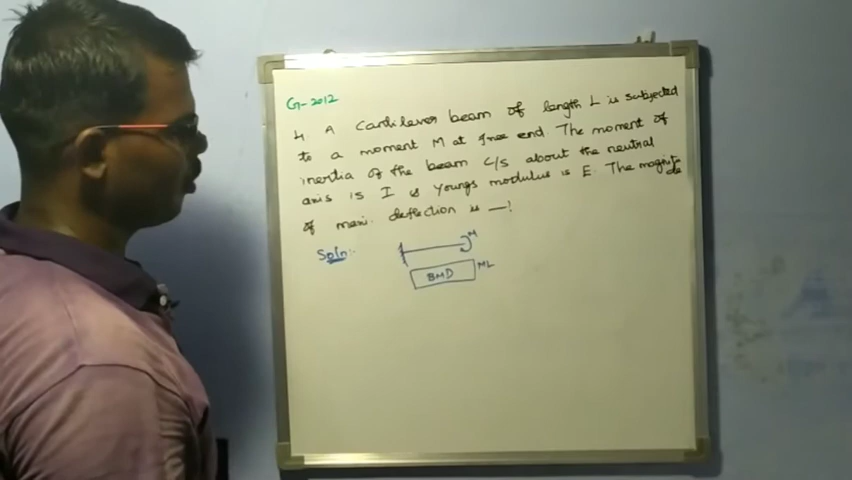 G-2012
4 A Cantilever beam of length L is subjected
to a moment M at free end. The moment of
inertia of the beam C/S about the neutral
axis is I & Youngs modulus is E. The magnitude
of maxi. deflection is __!
Soln:-
M
BMD ML